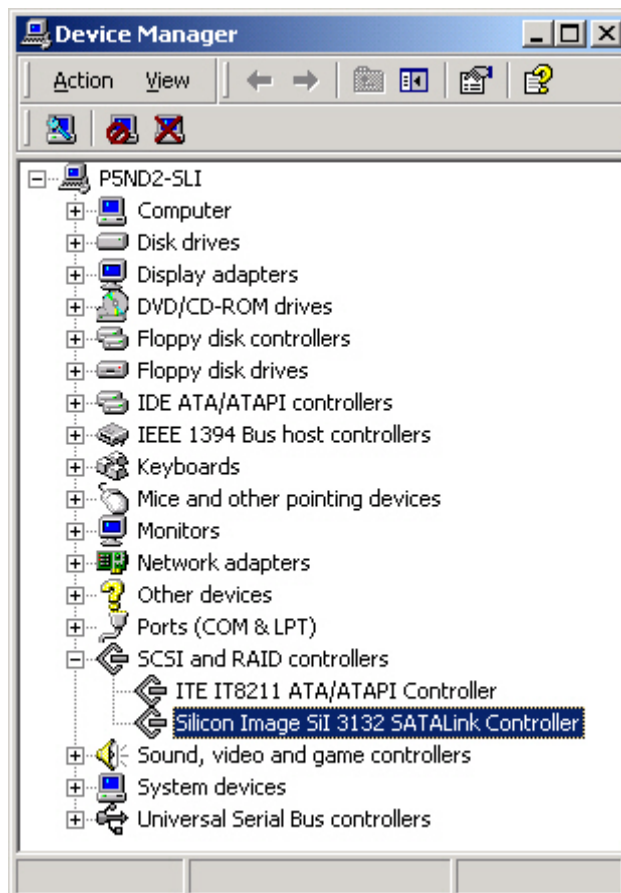 Device Manager
Action View
P5ND2-SLI
Computer
Disk drives
Display adapters
DVD/CD-ROM drives
Floppy disk controllers
Floppy disk drives
IDE ATA/ATAPI controllers
IEEE 1394 Bus host controllers
Keyboards
Mice and other pointing devices
Monitors
Network adapters
Other devices
Ports (COM & LPT)
SCSI and RAID controllers
ITE IT8211 ATA/ATAPI Controller
Silicon Image SiI 3132 SATALink Controller
Sound, video and game controllers
System devices
Universal Serial Bus controllers